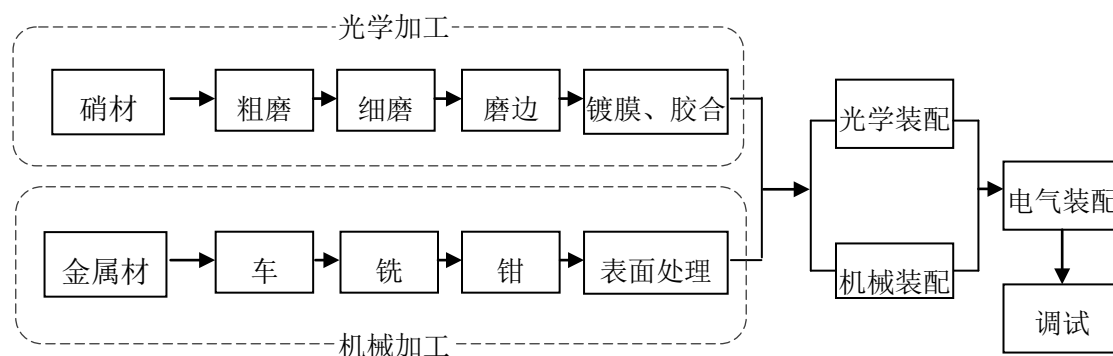 光学加工
硝材
粗磨
细磨
磨边
镀膜、胶合
光学装配
电气装配
金属材
车
铣
钳
表面处理
机械装配
调试
机械加工